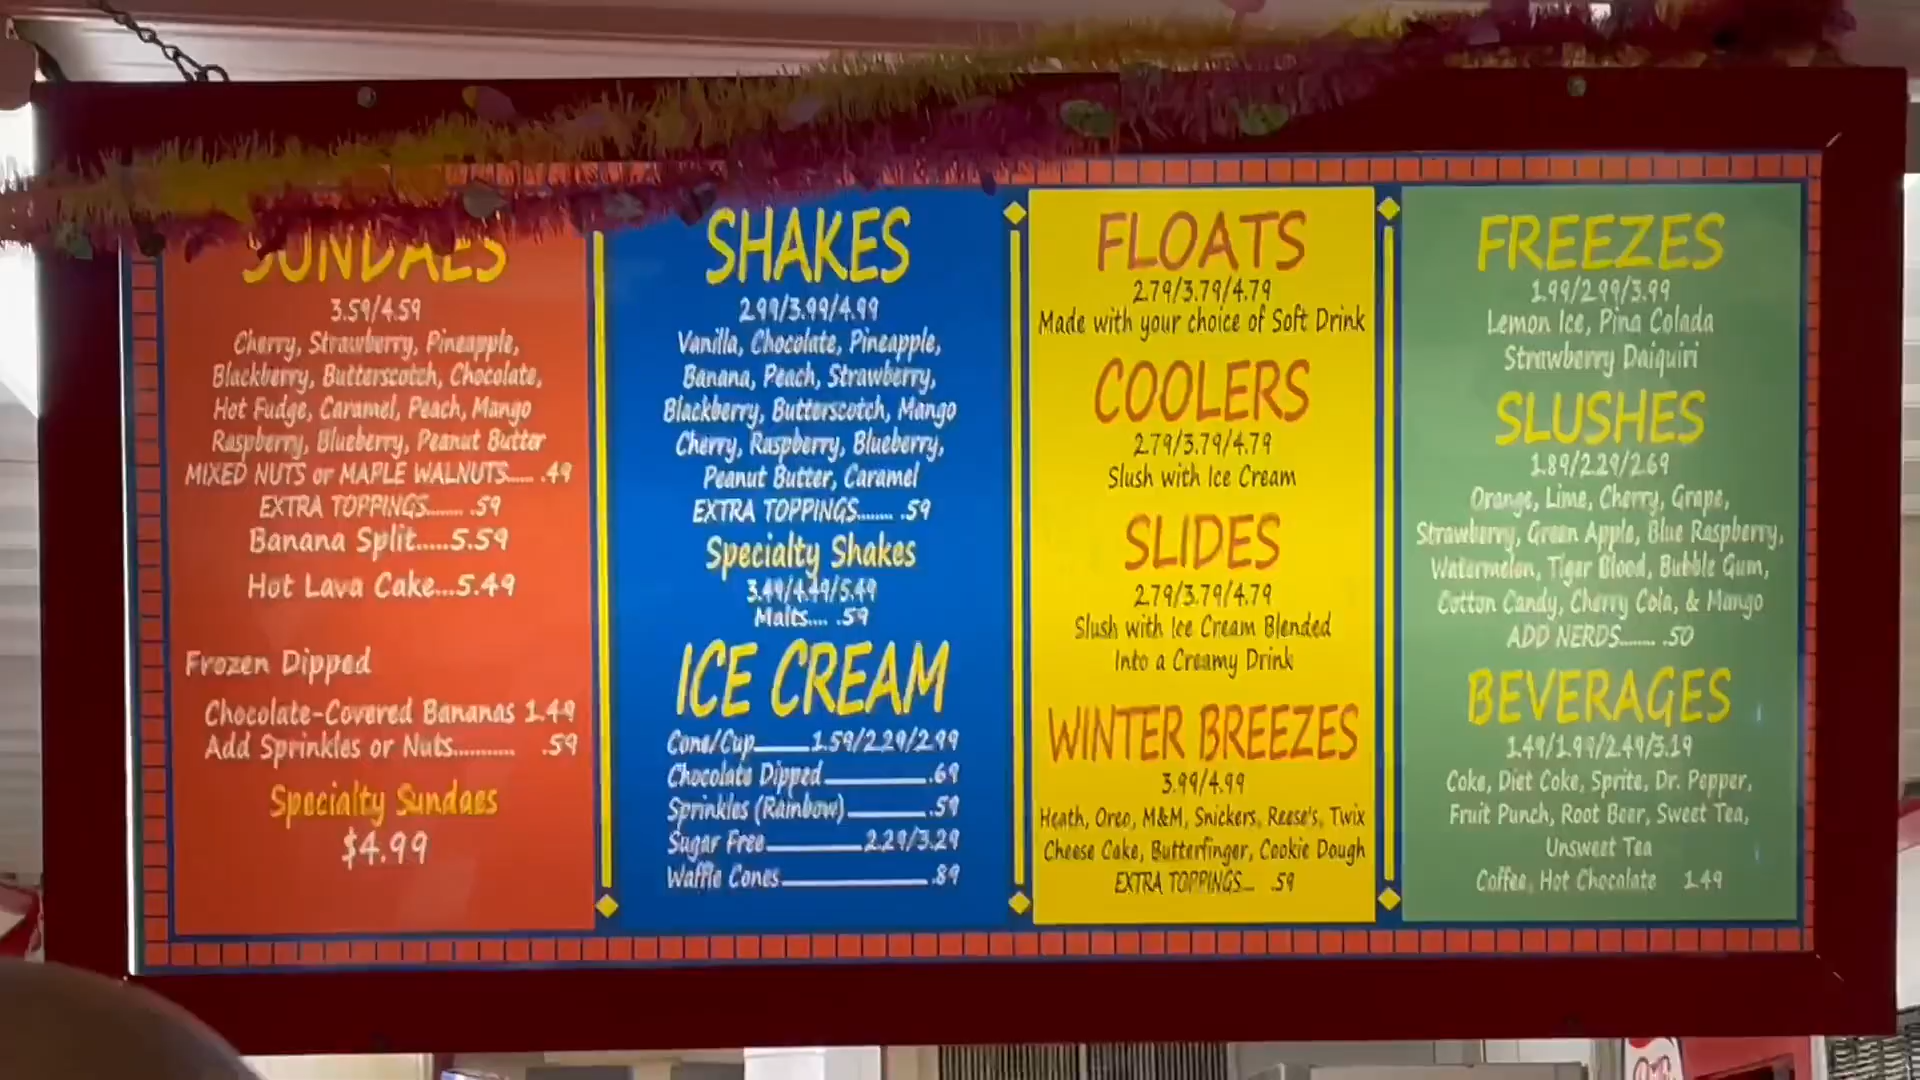 SUNDAES
3.59/4.59
Cherry, Strawberry, Pineapple,
Blackberry, Butterscotch, Chocolate,
Hot Fudge, Caramel, Peach, Mango
Raspberry, Blueberry, Peanut Butter
MIXED NUTS or MAPLE WALNUTS..... .49
EXTRA TOPPINGS....... .59
Banana Split.....5.59
Hot Lava Cake...5.49
Frozen Dipped
Chocolate-Covered Bananas 1.49
Add Sprinkles or Nuts.......... .59
Specialty Sundaes
$4.99
SHAKES
2.99/3.99/4.99
Vanilla, Chocolate, Pineapple,
Banana, Peach, Strawberry,
Blackberry, Butterscotch, Mango
Cherry, Raspberry, Blueberry,
Peanut Butter, Caramel
EXTRA TOPPINGS........ .59
Specialty Shakes
3.49/4.49/5.49
Malts.... .59
ICE CREAM
Cone/Cup_____1.59/2.29/2.99
Chocolate Dipped__________.69
Sprinkles (Rainbow)________.59
Sugar Free_________2.29/3.29
Waffle Cones______________.89
FLOATS
2.79/3.79/4.79
Made with your choice of Soft Drink
COOLERS
2.79/3.79/4.79
Slush with Ice Cream
SLIDES
2.79/3.79/4.79
Slush with Ice Cream Blended
Into a Creamy Drink
WINTER BREEZES
3.99/4.99
Heath, Oreo, M&M, Snickers, Reese's, Twix
Cheese Cake, Butterfinger, Cookie Dough
EXTRA TOPPINGS.... .59
FREEZES
1.99/2.99/3.99
Lemon Ice, Pina Colada
Strawberry Daiquiri
SLUSHES
1.89/2.29/2.69
Orange, Lime, Cherry, Grape,
Strawberry, Green Apple, Blue Raspberry,
Watermelon, Tiger Blood, Bubble Gum,
Cotton Candy, Cherry Cola, & Mango
ADD NERDS....... .50
BEVERAGES
1.49/1.99/2.49/3.19
Coke, Diet Coke, Sprite, Dr. Pepper,
Fruit Punch, Root Beer, Sweet Tea,
Unsweet Tea
Coffee, Hot Chocolate 1.49